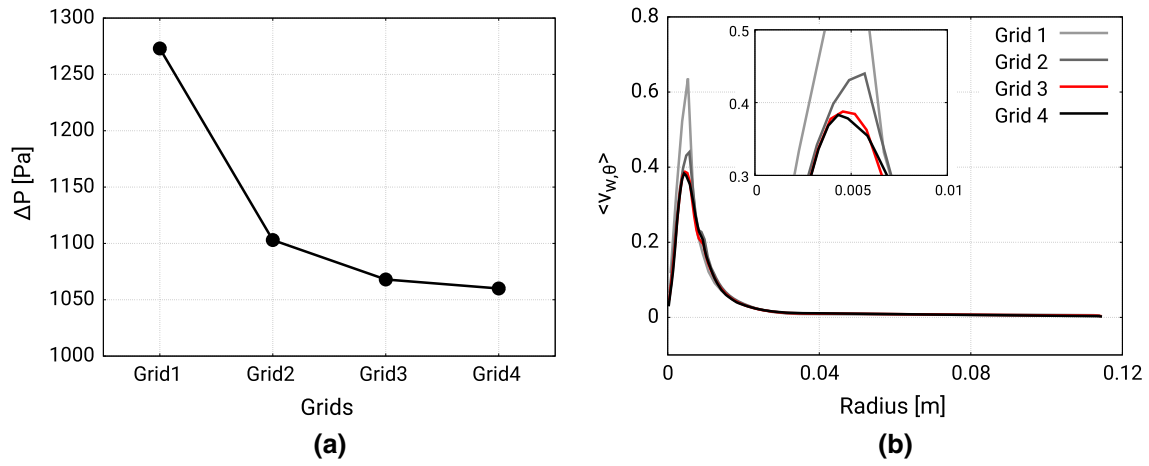 1300
1250
1200
1150
1100
1050
1000
ΔP [Pa]
Grid1 Grid2 Grid3 Grid4
Grids
(a)
0.8
0.6
0.4
0.2
0
<v_w,θ>
0 0.04 0.08 0.12
Radius [m]
Grid 1
Grid 2
Grid 3
Grid 4
0.5
0.4
0.3
0 0.005 0.01
(b)